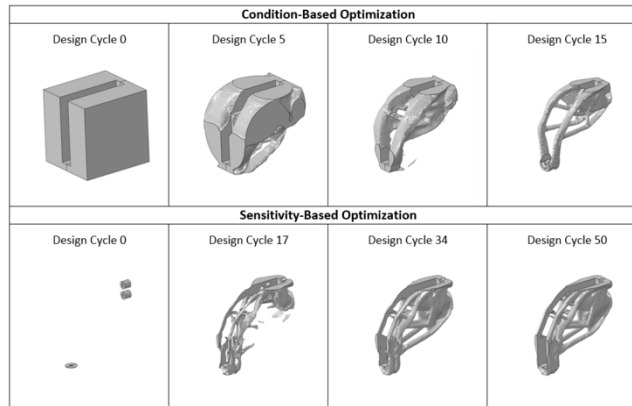 Condition-Based Optimization
Design Cycle 0
Design Cycle 5
Design Cycle 10
Design Cycle 15
Sensitivity-Based Optimization
Design Cycle 0
Design Cycle 17
Design Cycle 34
Design Cycle 50